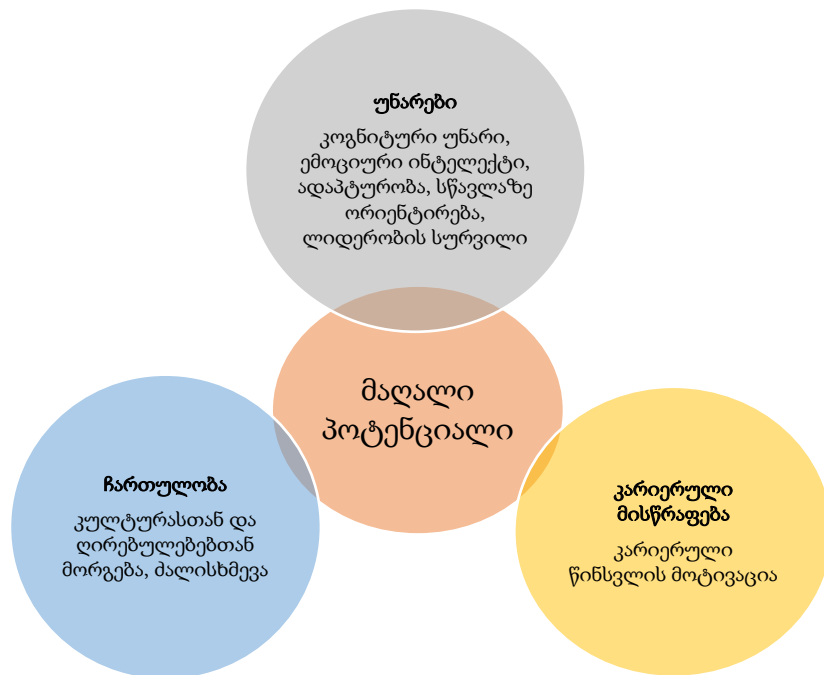 უნარები
კოგნიტური უნარი,
ემოციური ინტელექტი,
ადაპტურობა, სწავლაზე
ორიენტირება,
ლიდერობის სურვილი
მაღალი
პოტენციალი
ჩართულობა
კულტურასთან და
ღირებულებებთან
მორგება, ძალისხმევა
კარიერული
მისწრაფება
კარიერული
წინსვლის მოტივაცია